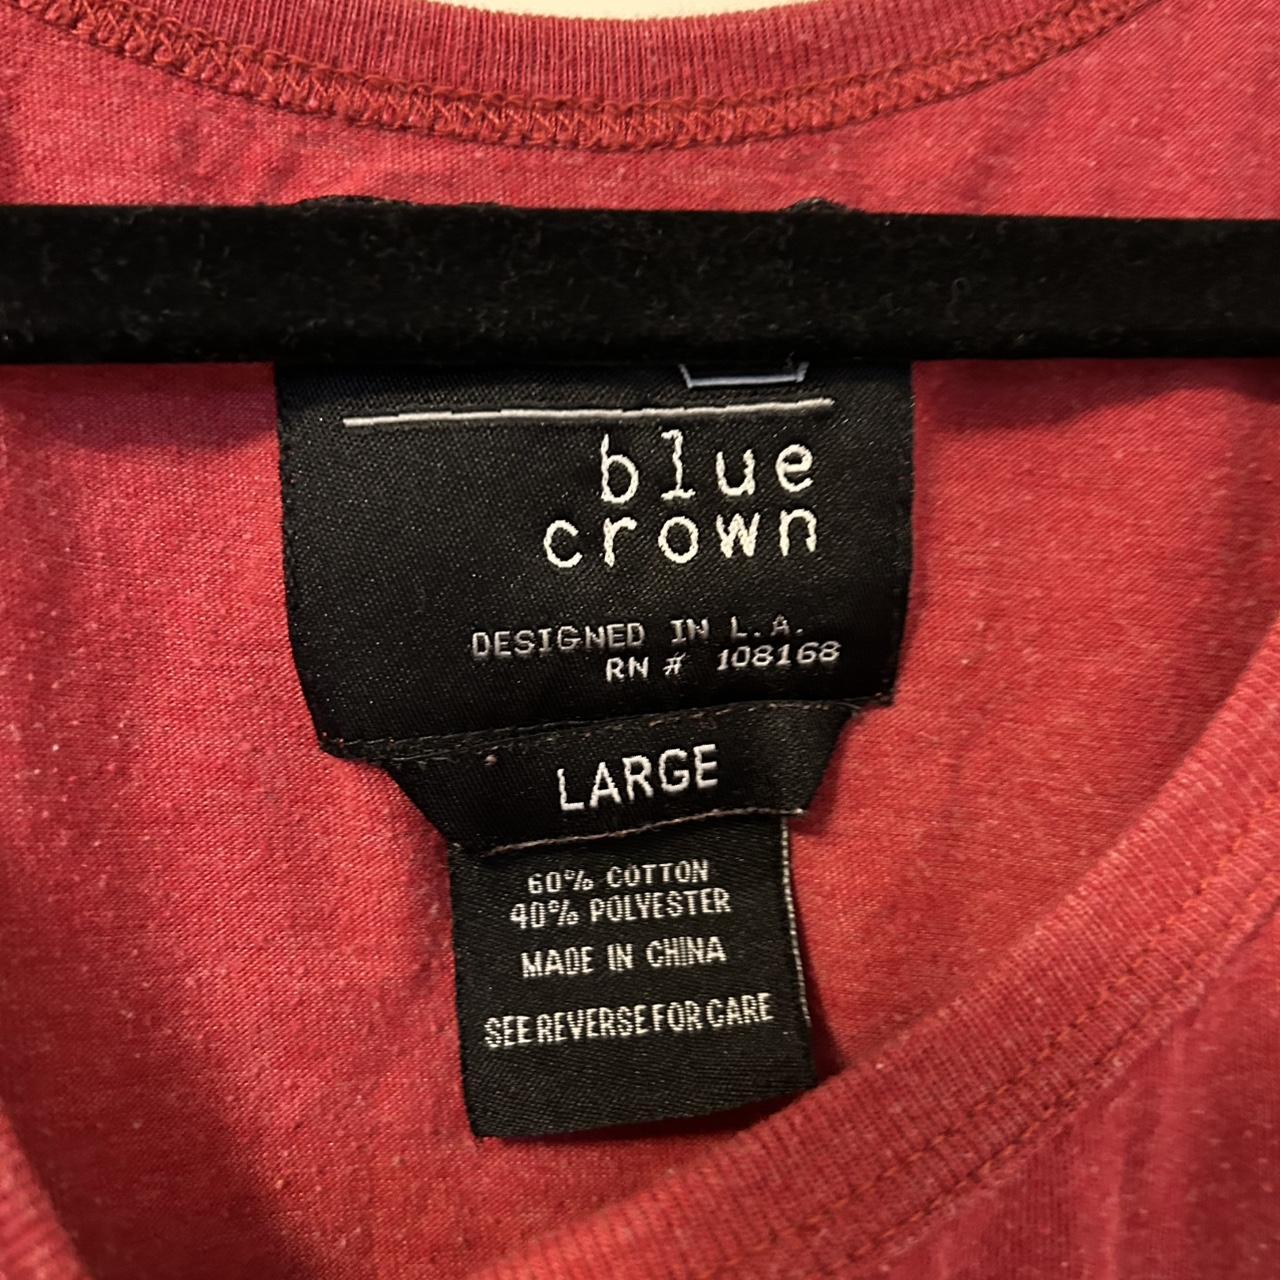 blue
crown
DESIGNED IN L.A.
RN # 108168
LARGE
60% COTTON
40% POLYESTER
MADE IN CHINA
SEE REVERSE FOR CARE